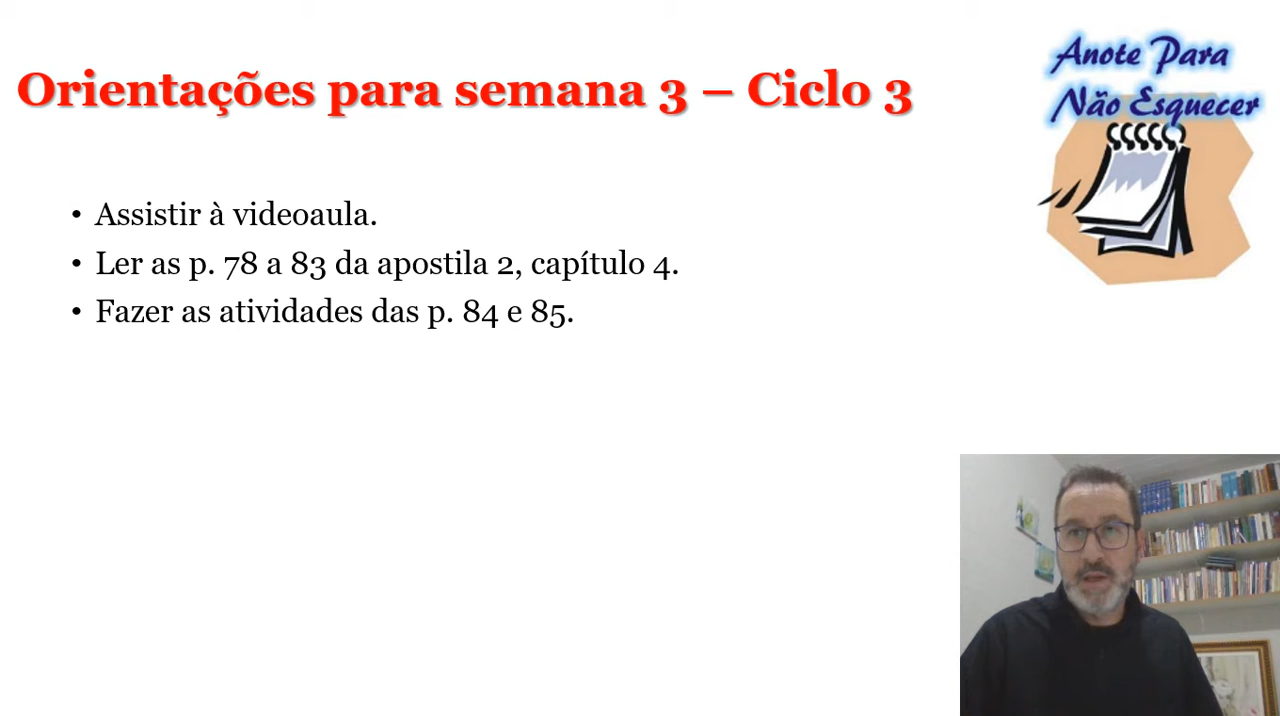 Orientações para semana 3 – Ciclo 3
Anote Para
Não Esquecer
• Assistir à videoaula.
• Ler as p. 78 a 83 da apostila 2, capítulo 4.
• Fazer as atividades das p. 84 e 85.